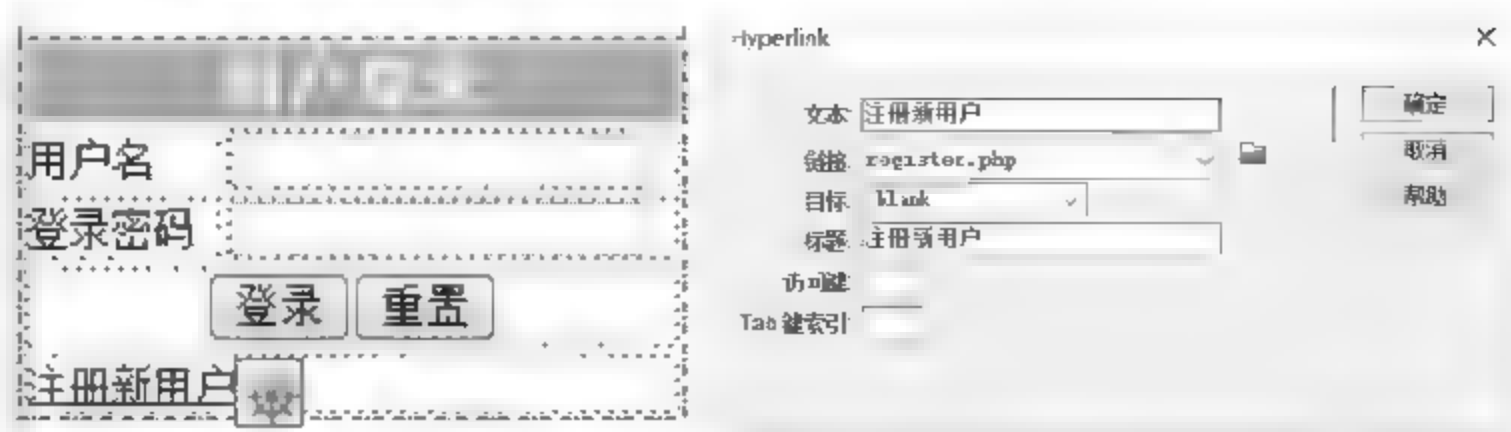 用户名
登录密码
登录 重置
注册新用户
Hyperlink
文本: 注册新用户
链接: register.php
目标: blank
标题: 注册新用户
访问键:
Tab 键索引:
确定
取消
帮助